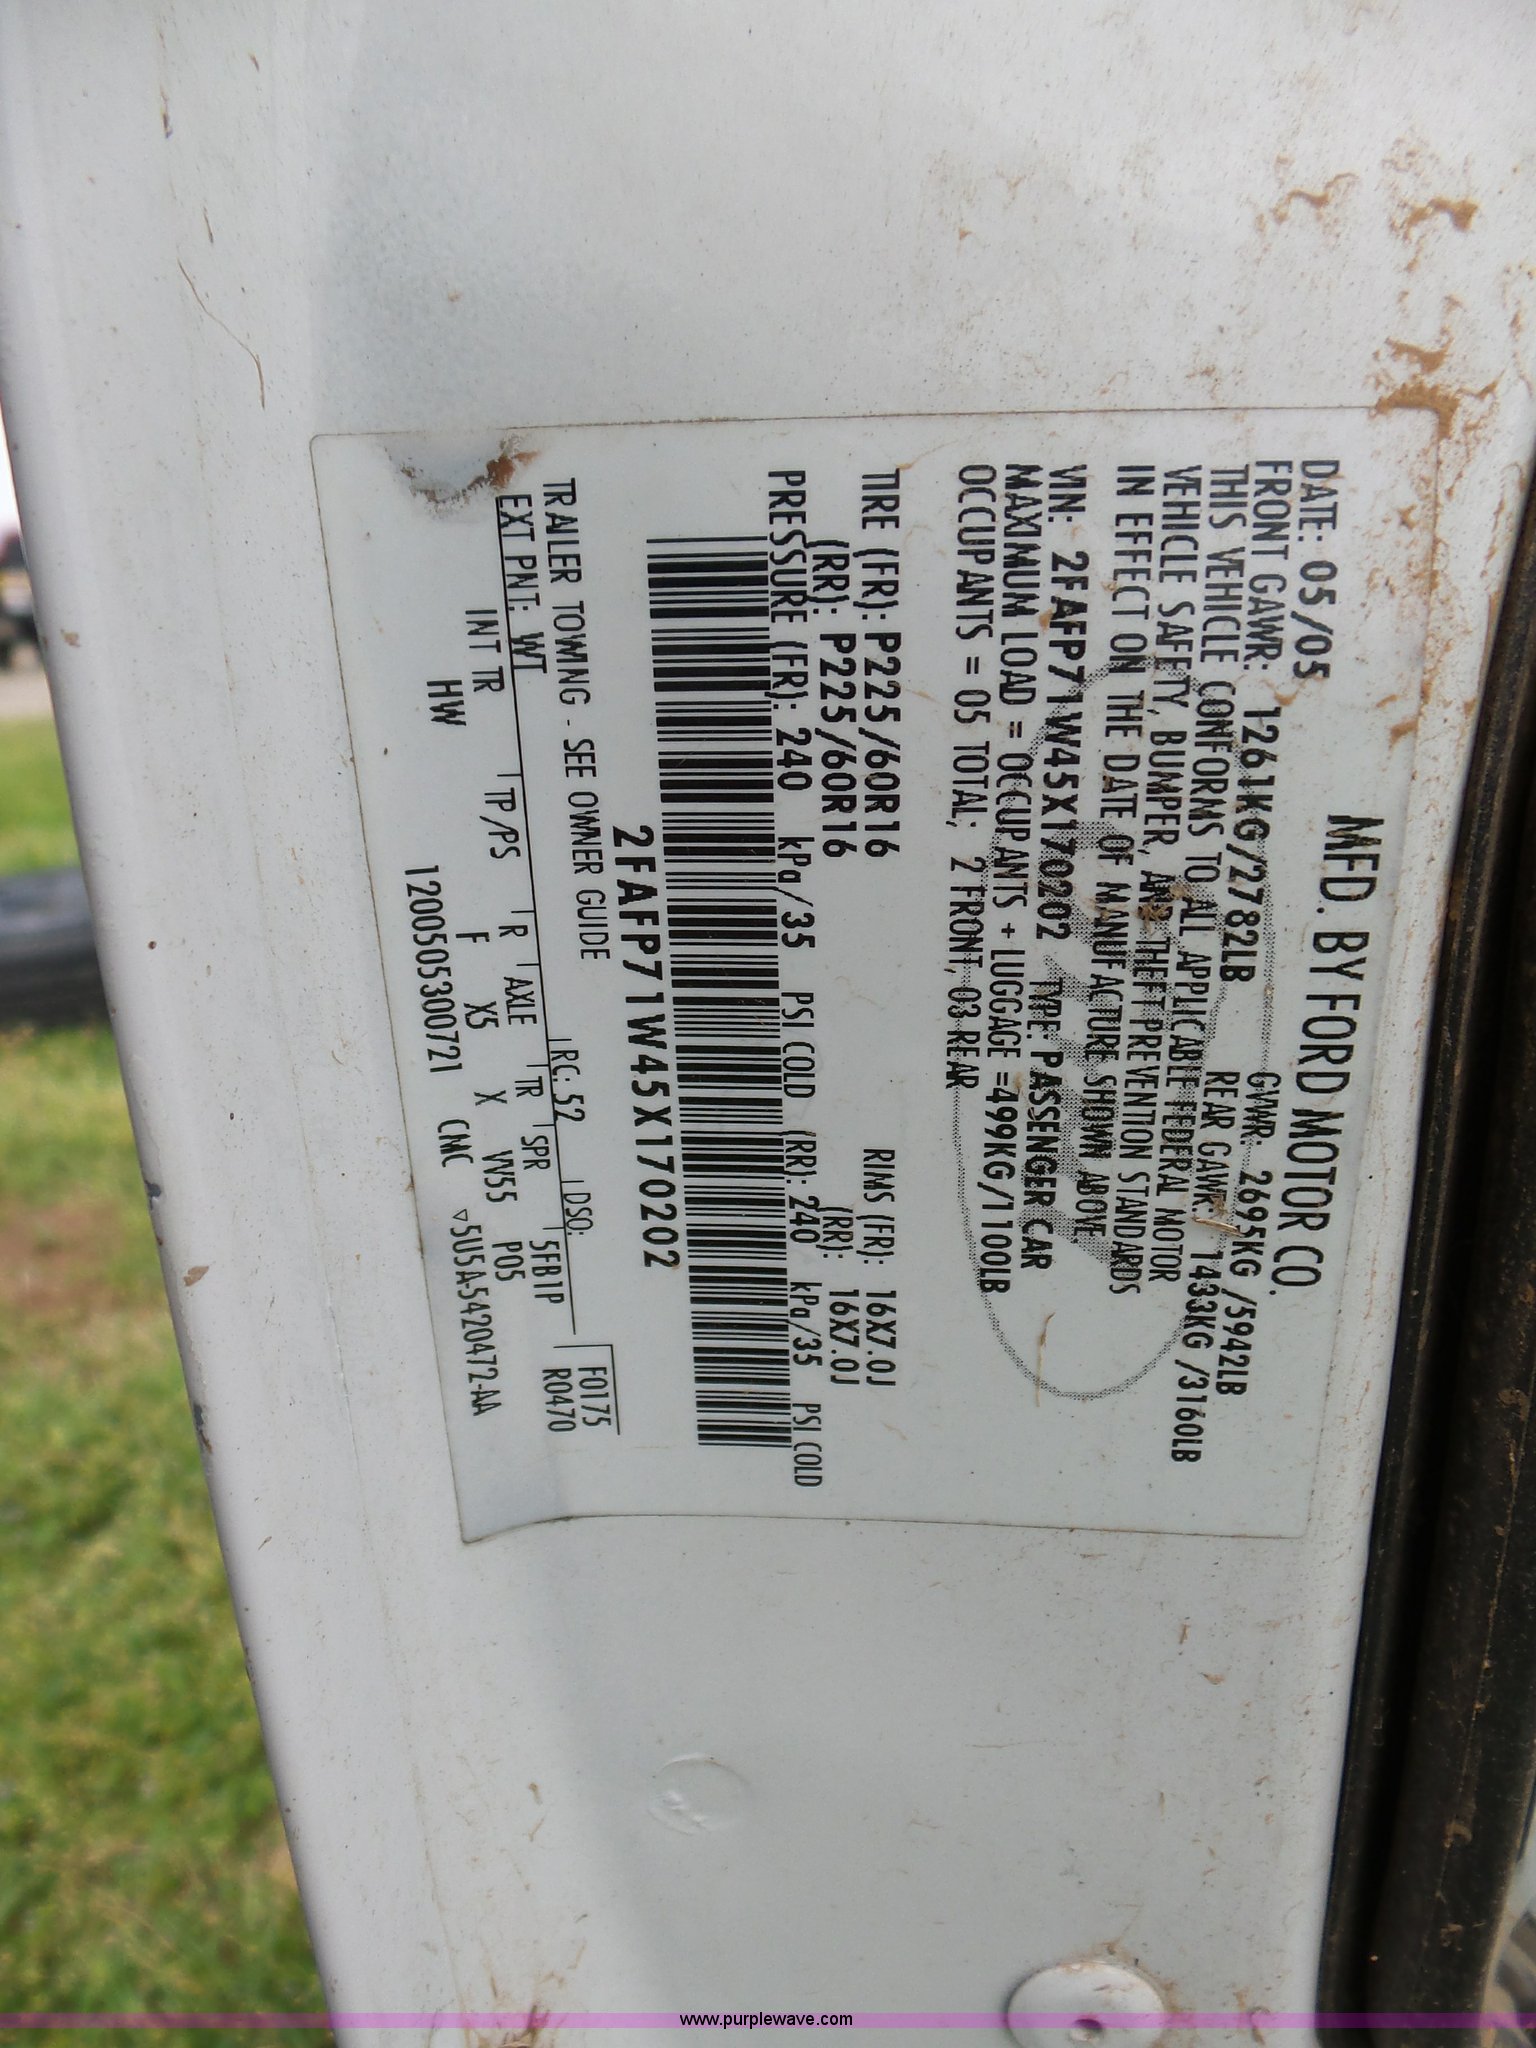 MFD. BY FORD MOTOR CO.
DATE: 05/05 GVWR: 2695KG /5942LB
FRONT GAWR: 1261KG/2782LB REAR GAWR: 1433KG /3160LB
THIS VEHICLE CONFORMS TO ALL APPLICABLE FEDERAL MOTOR
VEHICLE SAFETY, BUMPER, AND THEFT PREVENTION STANDARDS
IN EFFECT ON THE DATE OF MANUFACTURE SHOWN ABOVE
VIN: 2FAFP71W45X170202 TYPE: PASSENGER CAR
MAXIMUM LOAD = OCCUPANTS + LUGGAGE =499KG/1100LB
OCCUPANTS = 05 TOTAL; 2 FRONT, 03 REAR
TIRE (FR): P225/60R16 RIMS (FR): 16X7.0J
(RR): P225/60R16 (RR): 16X7.0J
PRESSURE (FR): 240 kPa/35 PSI COLD (RR): 240 kPa/35 PSI COLD
2FAFP71W45X170202
TRAILER TOWING - SEE OWNER GUIDE F0175
EXT PNT: WT RC: 52 DSO: R0470
INT TR TP/PS R AXLE TR SPR 5FB1P
HW F X5 X VV55 P05
1200505300721 CMC ▽5U5A-5420472-AA
www.purplewave.com